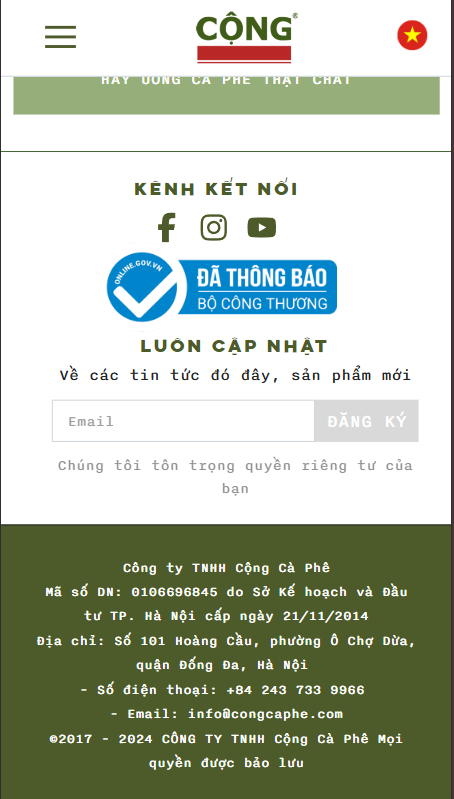 CỘNG®
HÃY UỐNG CÀ PHÊ THẬT CHẤT
KÊNH KẾT NỐI
ONLINE.GOV.VN
ĐÃ THÔNG BÁO
BỘ CÔNG THƯƠNG
LUÔN CẬP NHẬT
Về các tin tức đó đây, sản phẩm mới
Email
ĐĂNG KÝ
Chúng tôi tôn trọng quyền riêng tư của
bạn
Công ty TNHH Cộng Cà Phê
Mã số DN: 0106696845 do Sở Kế hoạch và Đầu
tư TP. Hà Nội cấp ngày 21/11/2014
Địa chỉ: Số 101 Hoàng Cầu, phường Ô Chợ Dừa,
quận Đống Đa, Hà Nội
- Số điện thoại: +84 243 733 9966
- Email: info@congcaphe.com
©2017 - 2024 CÔNG TY TNHH Cộng Cà Phê Mọi
quyền được bảo lưu